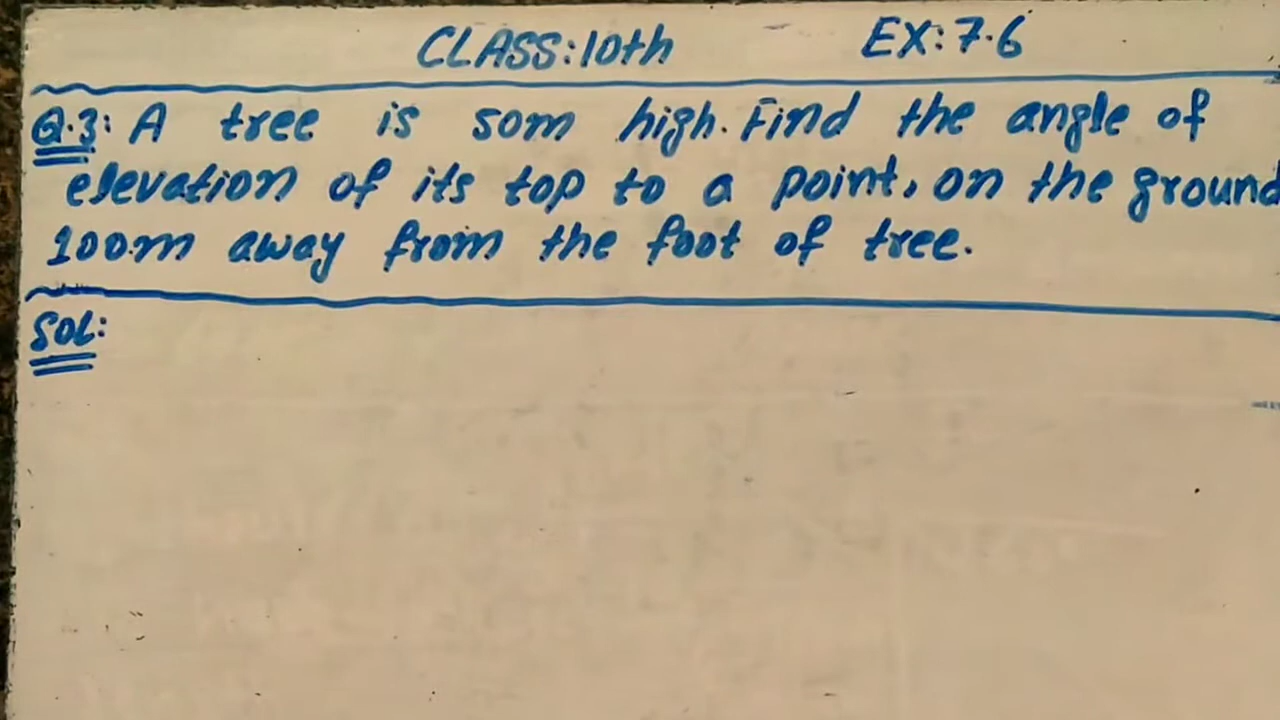 CLASS:10th EX:7.6
Q.3: A tree is 50m high. Find the angle of
elevation of its top to a point, on the ground
100m away from the foot of tree.
SOL: